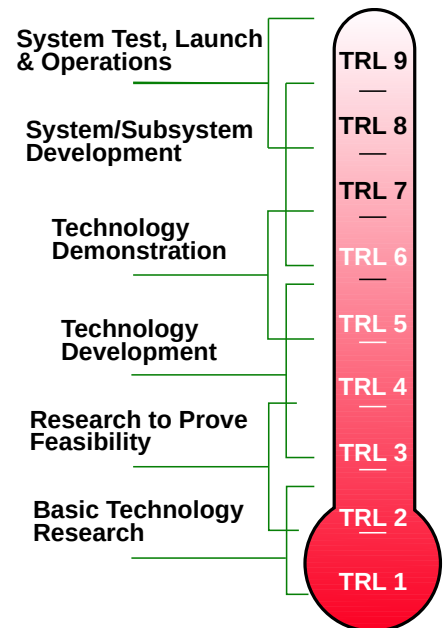 System Test, Launch
& Operations
System/Subsystem
Development
Technology
Demonstration
Technology
Development
Research to Prove
Feasibility
Basic Technology
Research
TRL 9
TRL 8
TRL 7
TRL 6
TRL 5
TRL 4
TRL 3
TRL 2
TRL 1